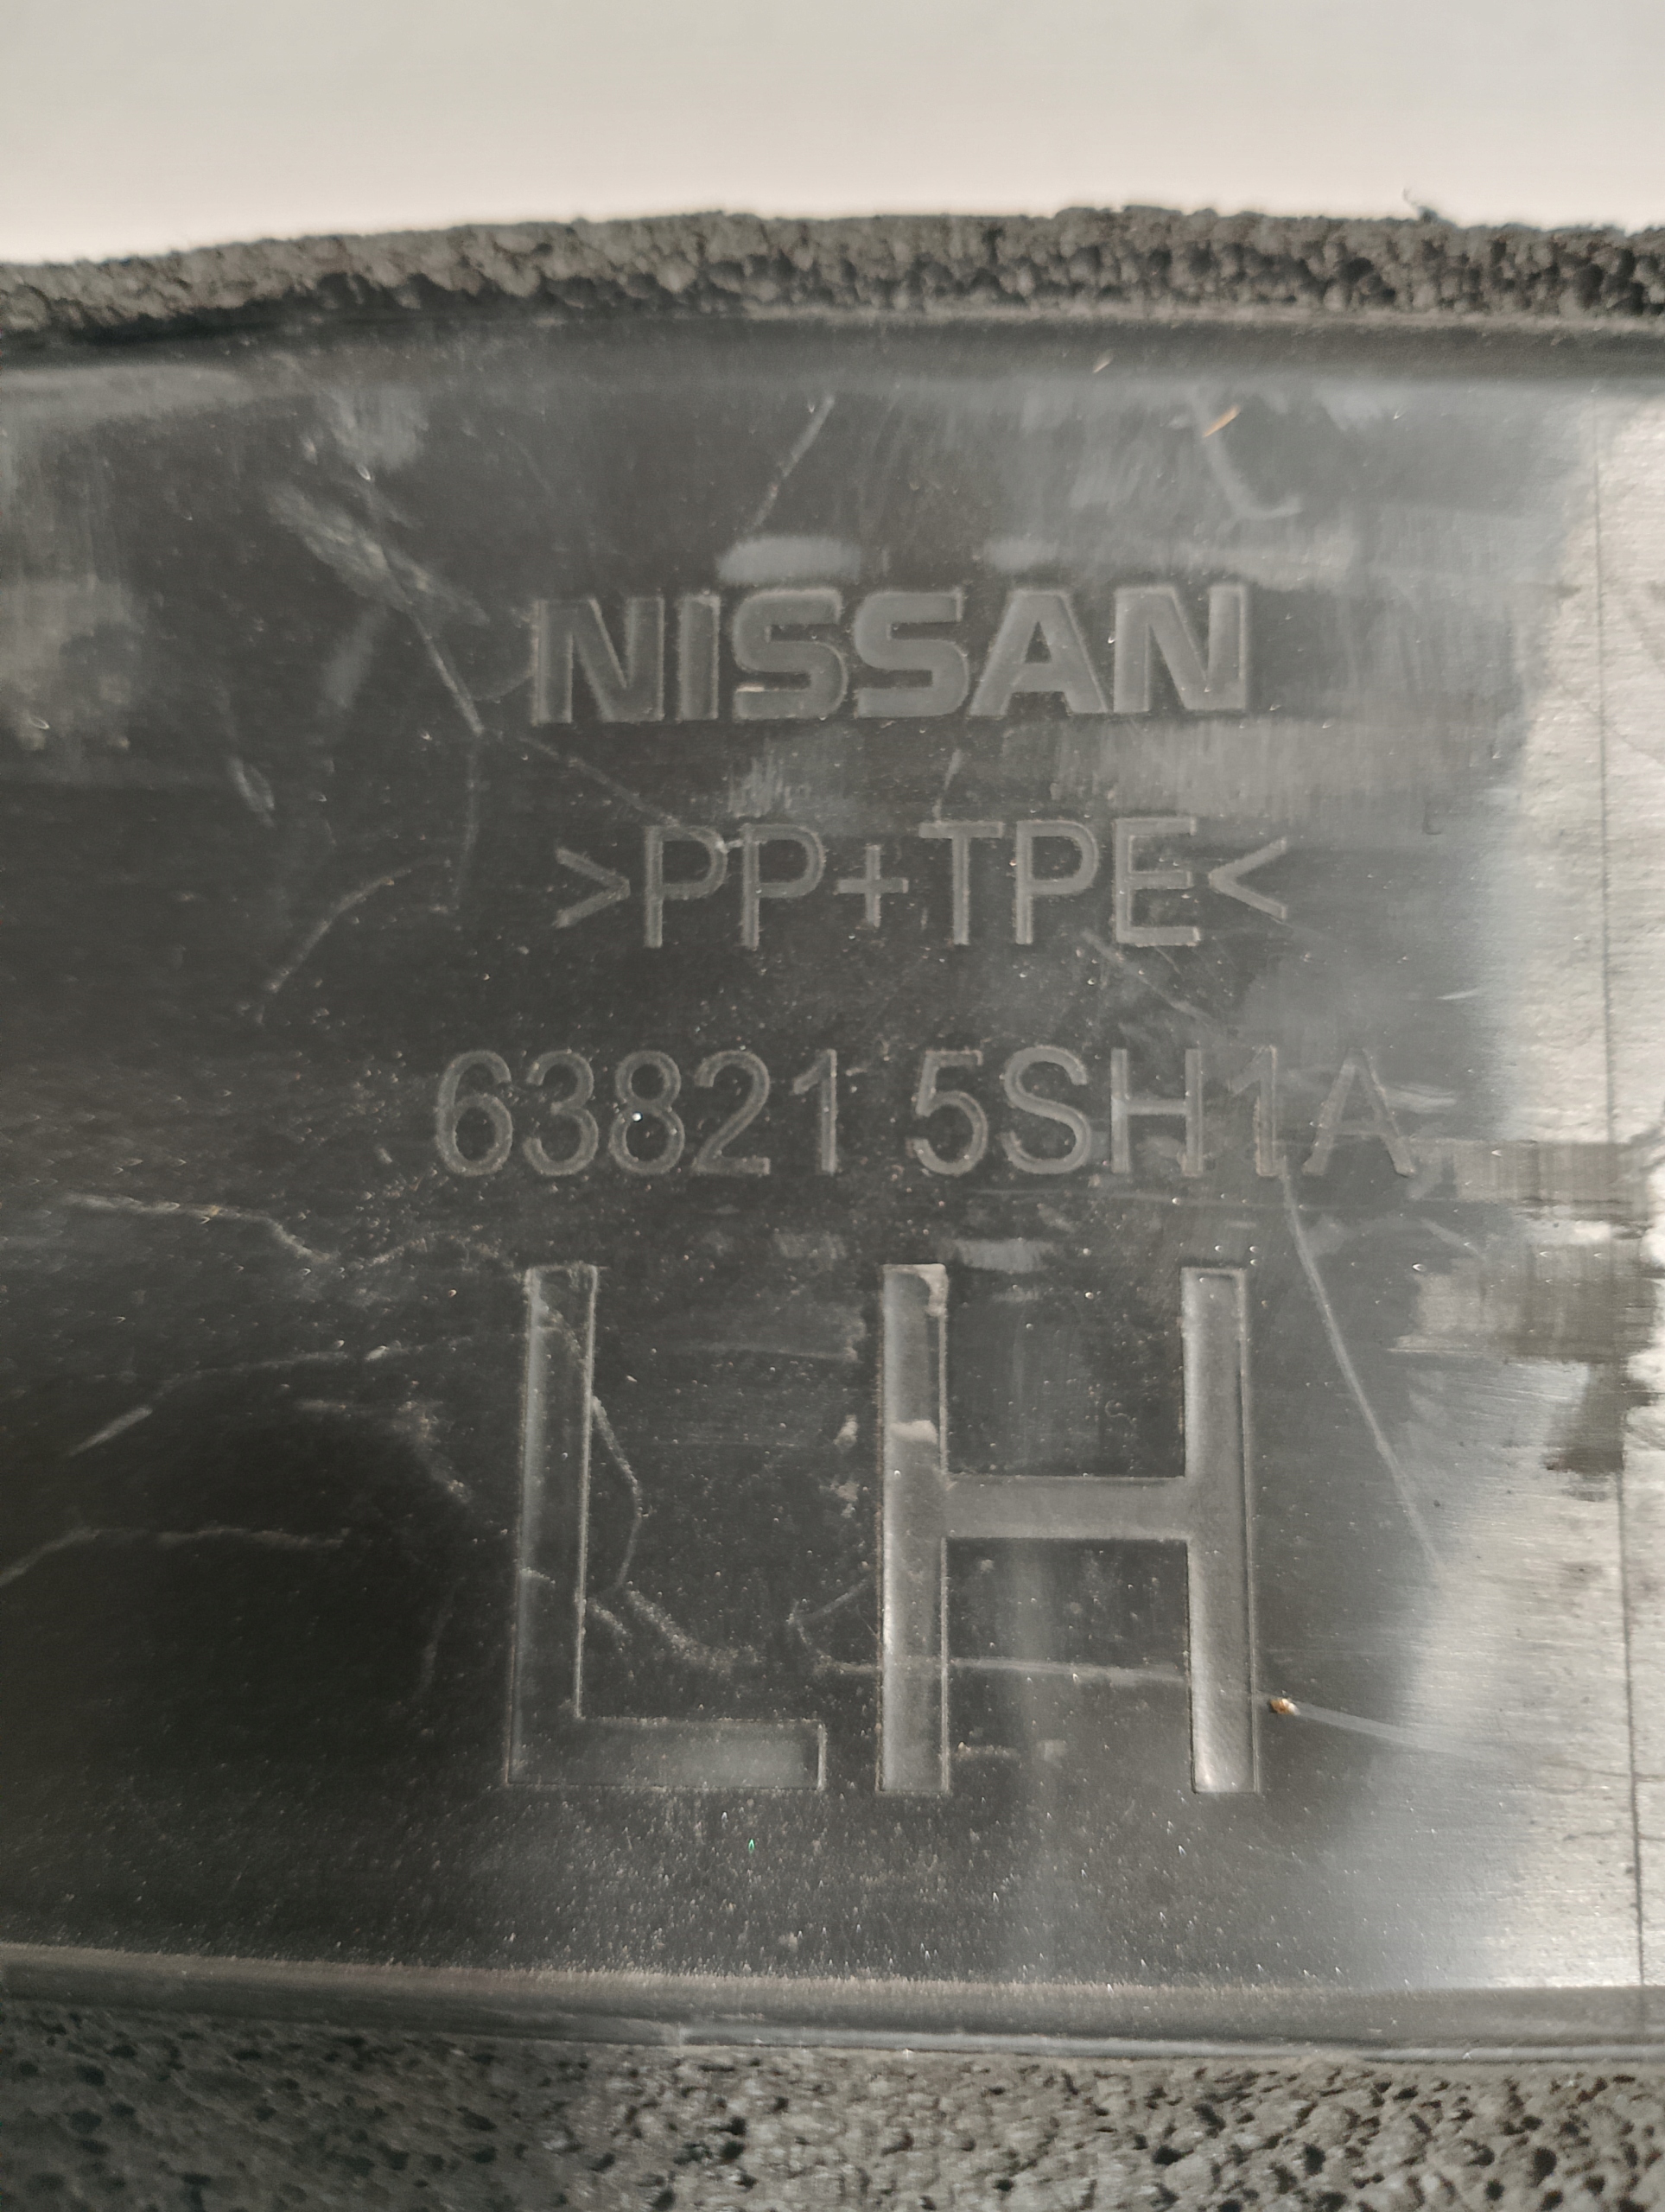 NISSAN
>PP+TPE<
63821 5SH1A
LH